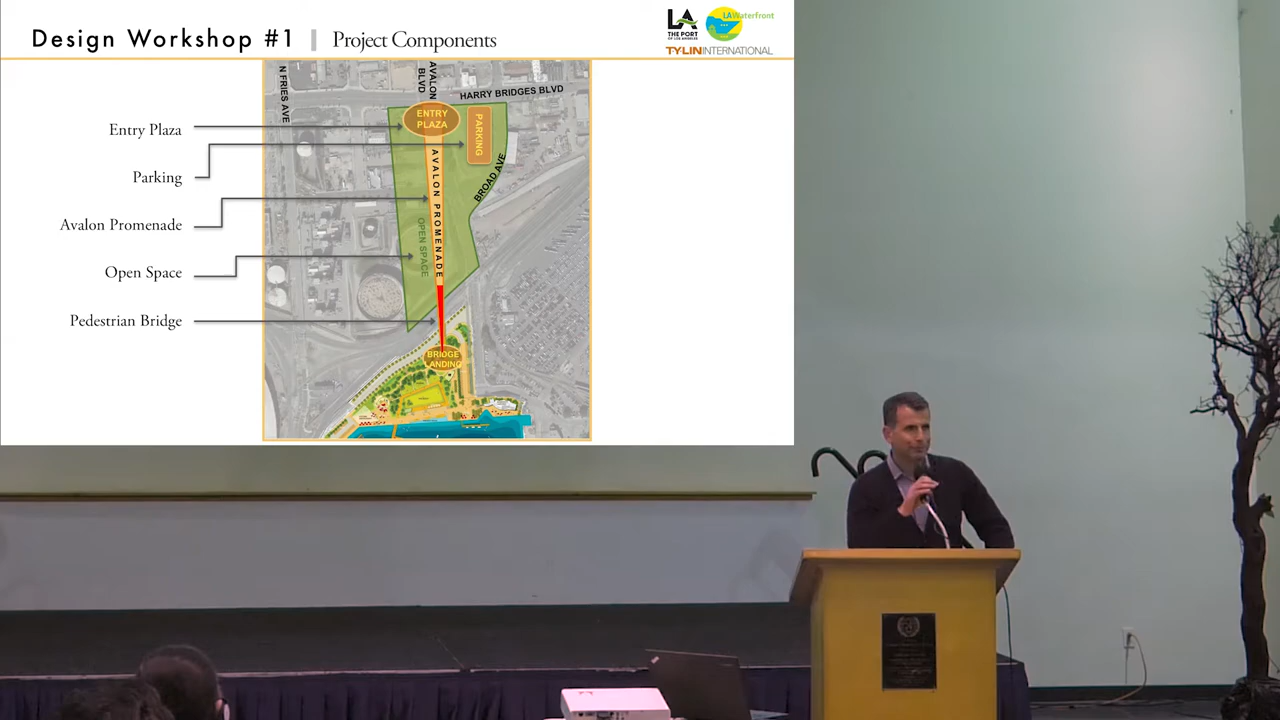 Design Workshop #1 | Project Components
LA
THE PORT
OF LOS ANGELES
LAWaterfront
TYLININTERNATIONAL
Entry Plaza
Parking
Avalon Promenade
Open Space
Pedestrian Bridge
N FRIES AVE
AVALON
BLVD
HARRY BRIDGES BLVD
ENTRY
PLAZA
PARKING
AVALON PROMENADE
BROAD AVE
OPEN SPACE
BRIDGE
LANDING